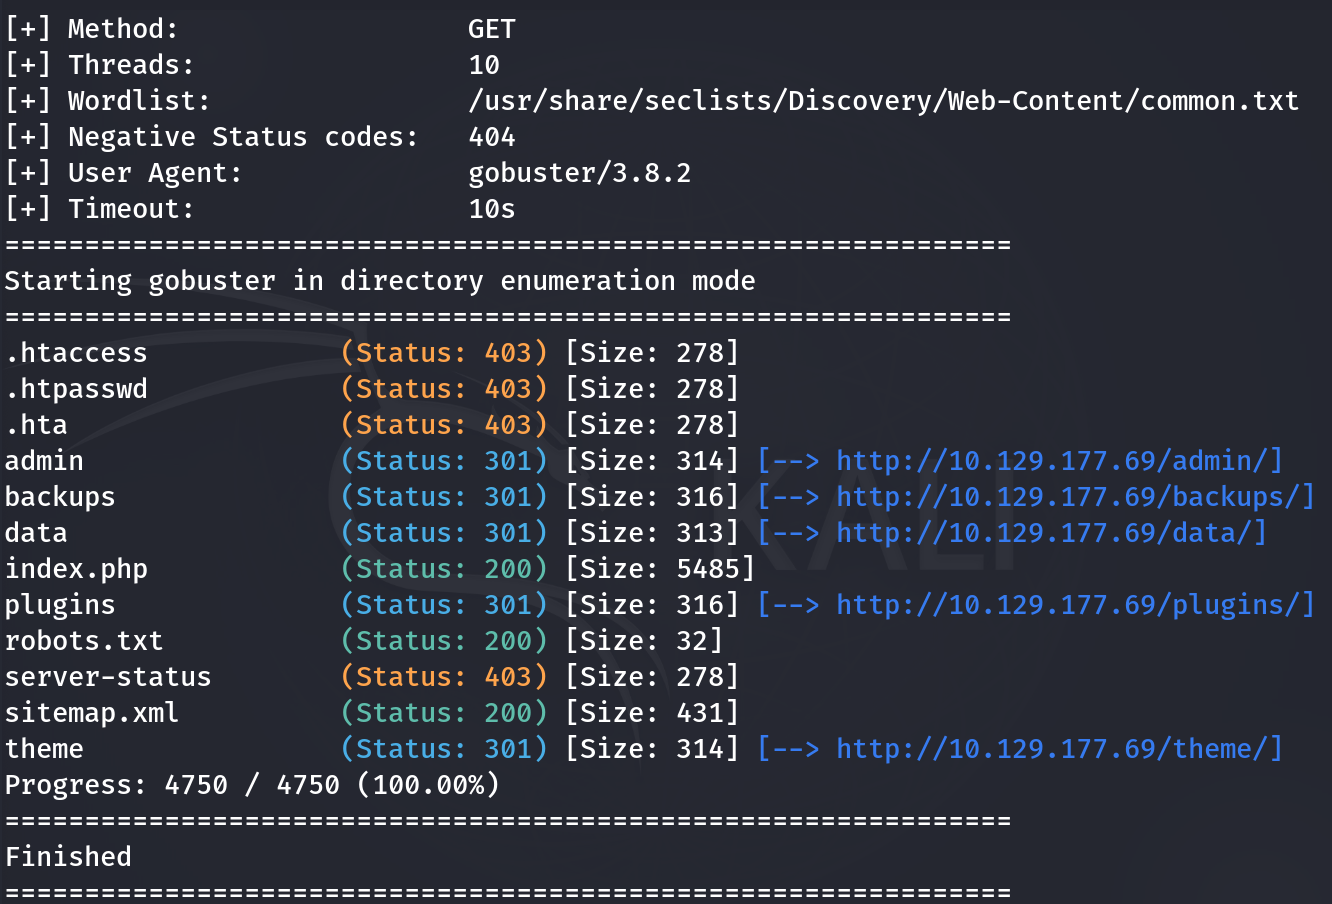 [+] Method:                  GET
[+] Threads:                 10
[+] Wordlist:                /usr/share/seclists/Discovery/Web-Content/common.txt
[+] Negative Status codes:   404
[+] User Agent:              gobuster/3.8.2
[+] Timeout:                 10s
===============================================================
Starting gobuster in directory enumeration mode
===============================================================
.htaccess            (Status: 403) [Size: 278]
.htpasswd            (Status: 403) [Size: 278]
.hta                 (Status: 403) [Size: 278]
admin                (Status: 301) [Size: 314] [--> http://10.129.177.69/admin/]
backups              (Status: 301) [Size: 316] [--> http://10.129.177.69/backups/]
data                 (Status: 301) [Size: 313] [--> http://10.129.177.69/data/]
index.php            (Status: 200) [Size: 5485]
plugins              (Status: 301) [Size: 316] [--> http://10.129.177.69/plugins/]
robots.txt           (Status: 200) [Size: 32]
server-status        (Status: 403) [Size: 278]
sitemap.xml          (Status: 200) [Size: 431]
theme                (Status: 301) [Size: 314] [--> http://10.129.177.69/theme/]
Progress: 4750 / 4750 (100.00%)
===============================================================
Finished
===============================================================
KALI